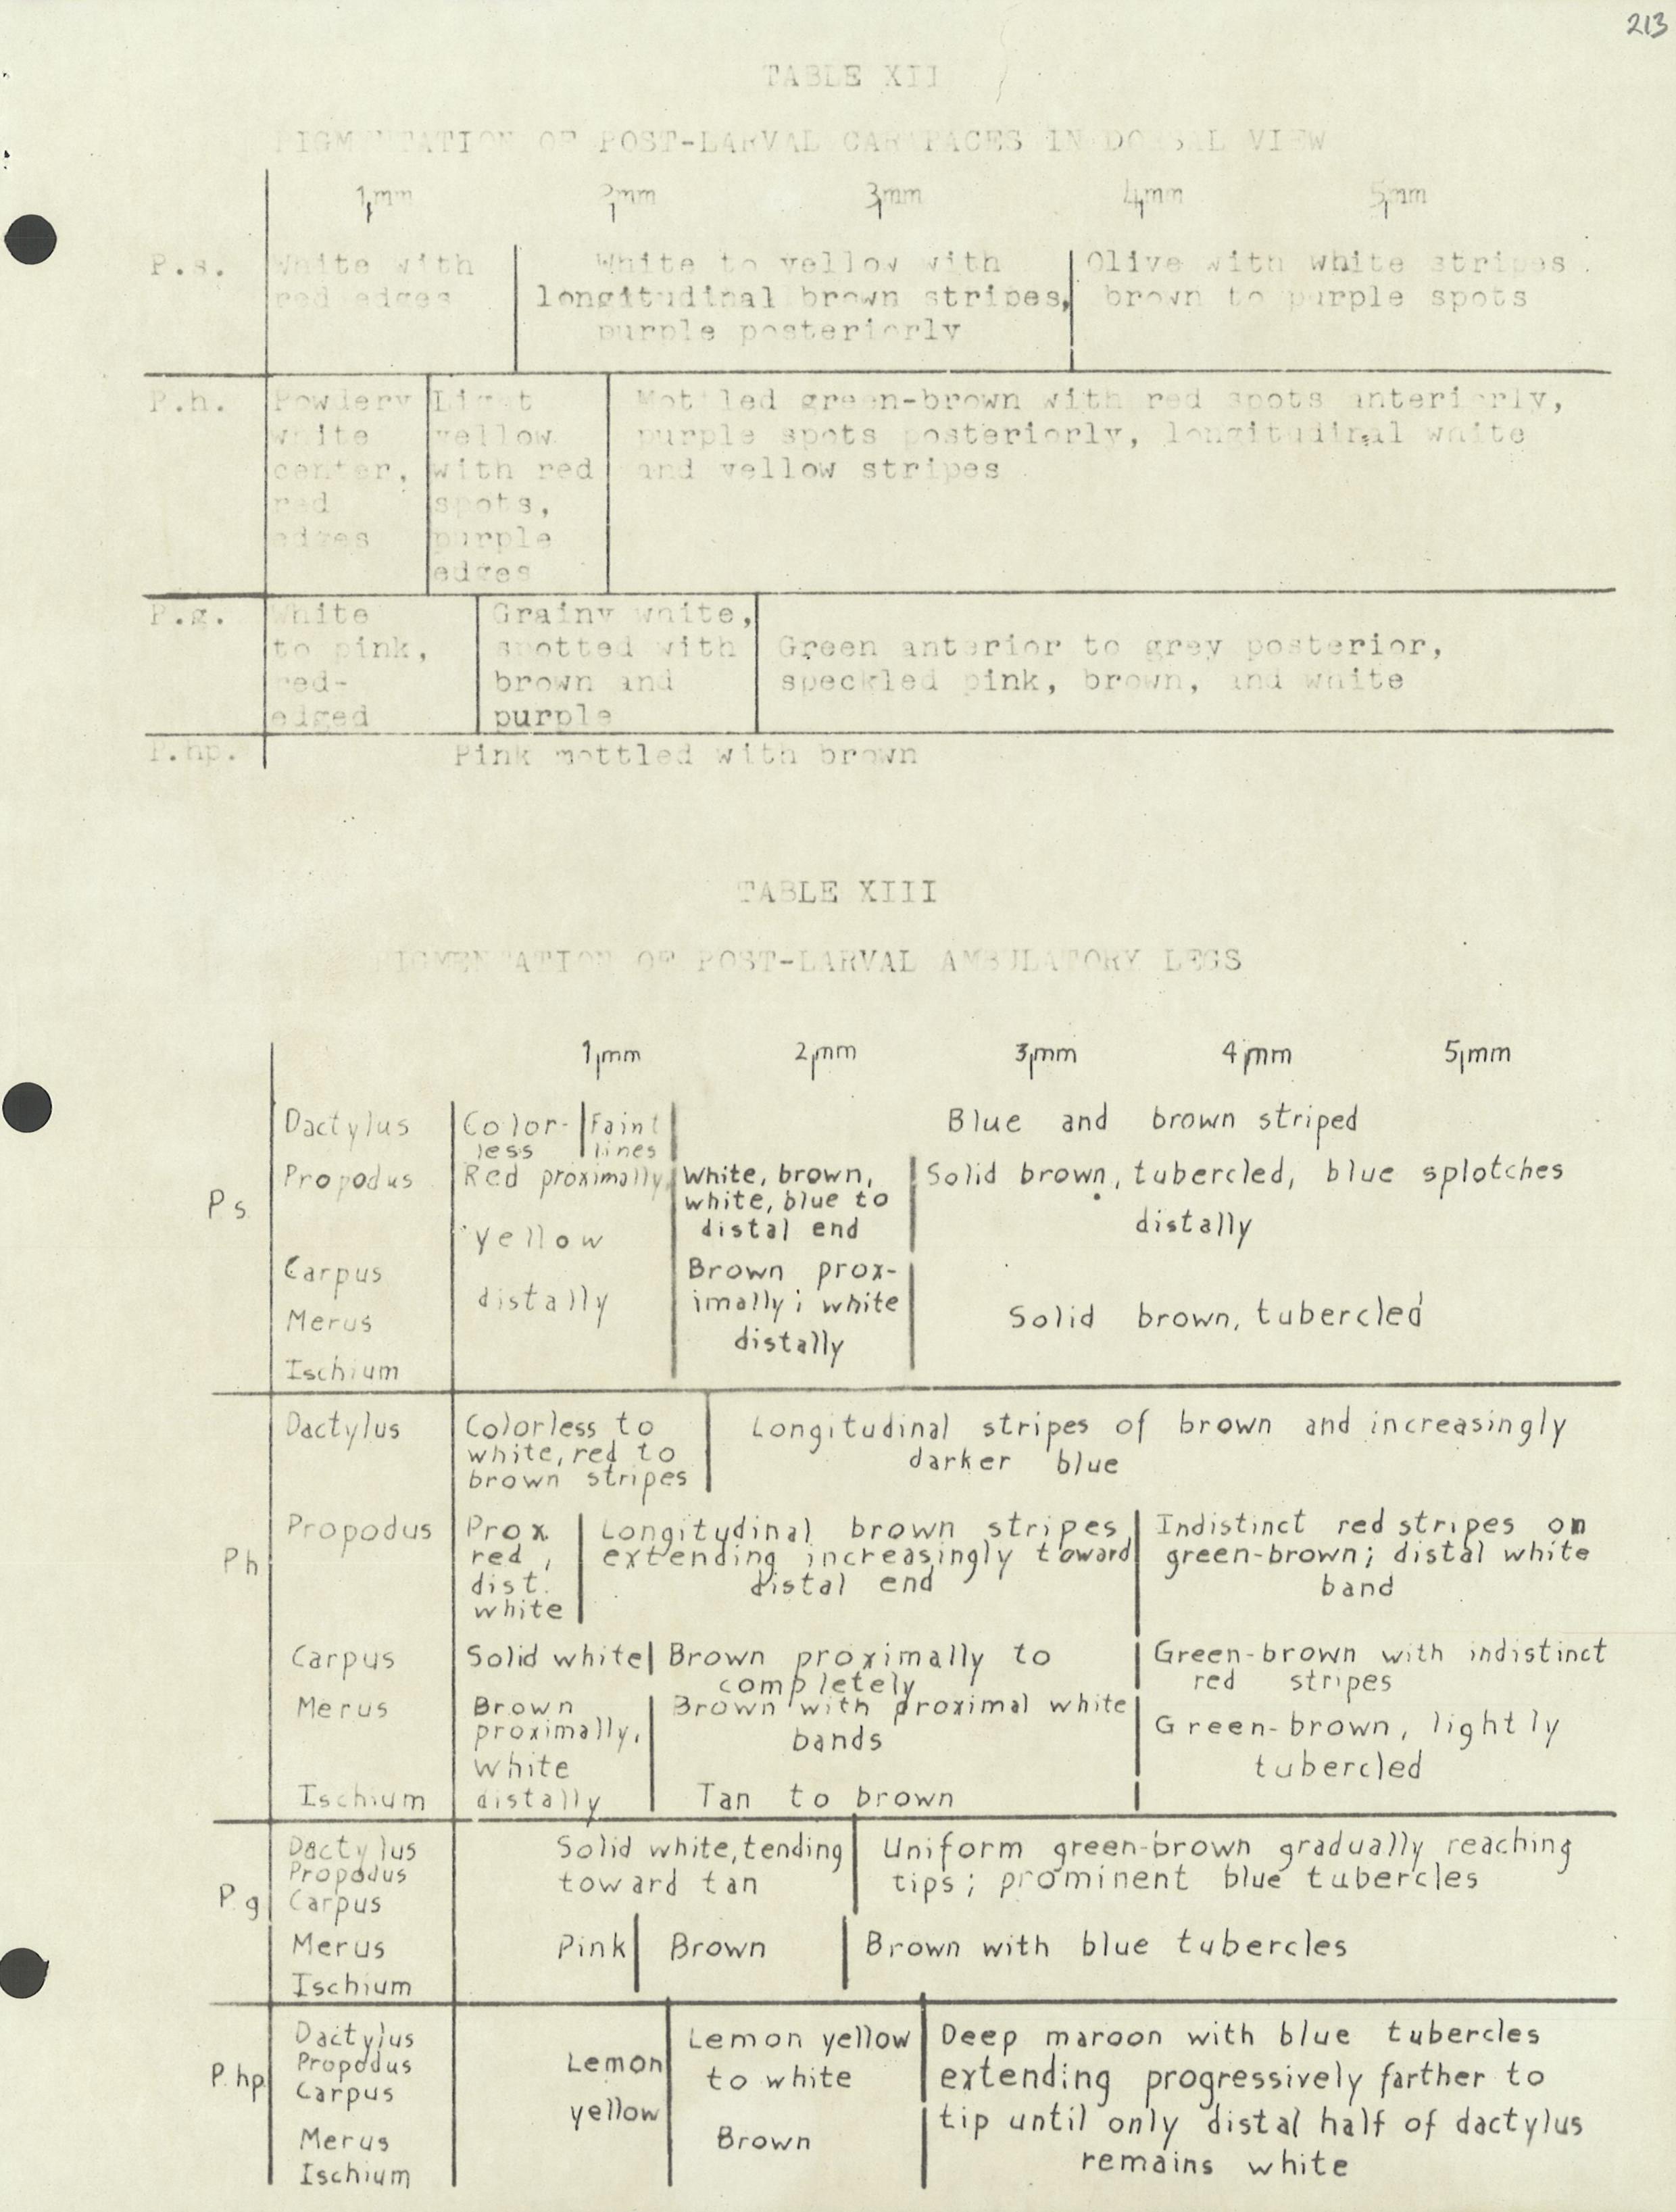 213
TABLE XII
PIGMENTATION OF POST-LARVAL CARAPACES IN DORSAL VIEW
1mm 2mm 3mm 4mm 5mm
P.s.
White with
red edges
White to yellow with
longitudinal brown stripes,
purple posteriorly
Olive with white stripes
brown to purple spots
P.h.
Powdery
white
center,
red
edges
Light
yellow
with red
spots,
purple
edges
Mottled green-brown with red spots anteriorly,
purple spots posteriorly, longitudinal white
and yellow stripes
P.g.
White
to pink,
red-
edged
Grainy white,
spotted with
brown and
purple
Green anterior to grey posterior,
speckled pink, brown, and white
P.hp.
Pink mottled with brown
TABLE XIII
PIGMENTATION OF POST-LARVAL AMBULATORY LEGS
1mm 2mm 3mm 4mm 5mm
Ps
Dactylus
Color-
less
Faint
lines
Blue and brown striped
Propodus
Carpus
Merus
Ischium
Red proximally
yellow
distally
White, brown,
white, blue to
distal end
Solid brown, tubercled, blue splotches
distally
Brown prox-
imally; white
distally
Solid brown, tubercled
Ph
Dactylus
Colorless to
white, red to
brown stripes
Longitudinal stripes of brown and increasingly
darker blue
Propodus
Prox.
red,
dist.
white
Longitudinal brown stripes
extending increasingly toward
distal end
Indistinct red stripes on
green-brown; distal white
band
Carpus
Solid white
Brown proximally to
completely
Green-brown with indistinct
red stripes
Merus
Ischium
Brown
proximally,
white
distally
Brown with proximal white
bands
Tan to brown
Green-brown, lightly
tubercled
P.g
Dactylus
Propodus
Carpus
Solid white, tending
toward tan
Uniform green-brown gradually reaching
tips; prominent blue tubercles
Merus
Ischium
Pink
Brown
Brown with blue tubercles
P.hp
Dactylus
Propodus
Carpus
Merus
Ischium
Lemon
yellow
Lemon yellow
to white
Brown
Deep maroon with blue tubercles
extending progressively farther to
tip until only distal half of dactylus
remains white